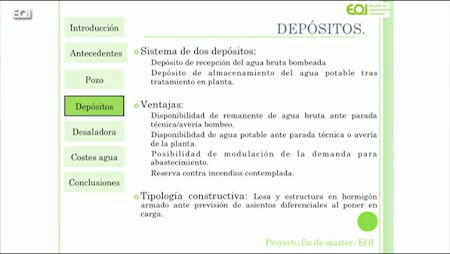 EOI
EOI
DEPÓSITOS.
Introducción
Antecedentes
Pozo
Depósitos
Desaladora
Costes agua
Conclusiones
Sistema de dos depósitos:
Depósito de recepción del agua bruta bombeada
Depósito de almacenamiento del agua potable tras
tratamiento en planta.
Ventajas:
Disponibilidad de remanente de agua bruta ante parada
técnica/avería bombeo.
Disponibilidad de agua potable ante parada técnica o avería
de la planta.
Posibilidad de modulación de la demanda para
abastecimiento.
Reserva contra incendios contemplada.
Tipología constructiva: Losa y estructura en hormigón
armado ante previsión de asientos diferenciales al poner en
carga.
Proyecto fin de máster- EOI